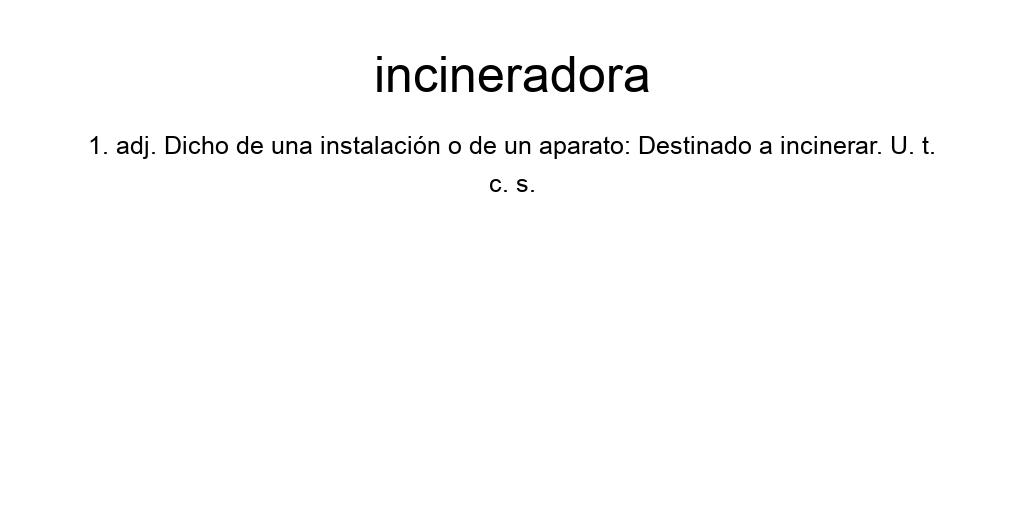 incineradora
1. adj. Dicho de una instalación o de un aparato: Destinado a incinerar. U. t.
c. s.